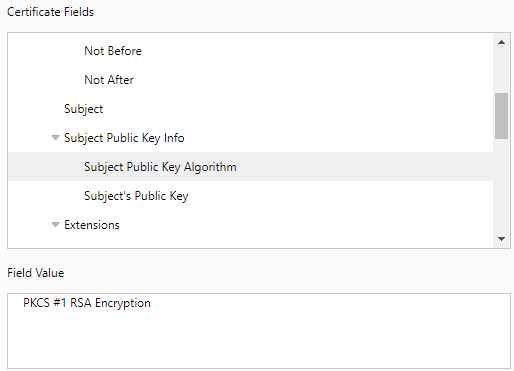 Certificate Fields
Not Before
Not After
Subject
Subject Public Key Info
Subject Public Key Algorithm
Subject's Public Key
Extensions
Field Value
PKCS #1 RSA Encryption